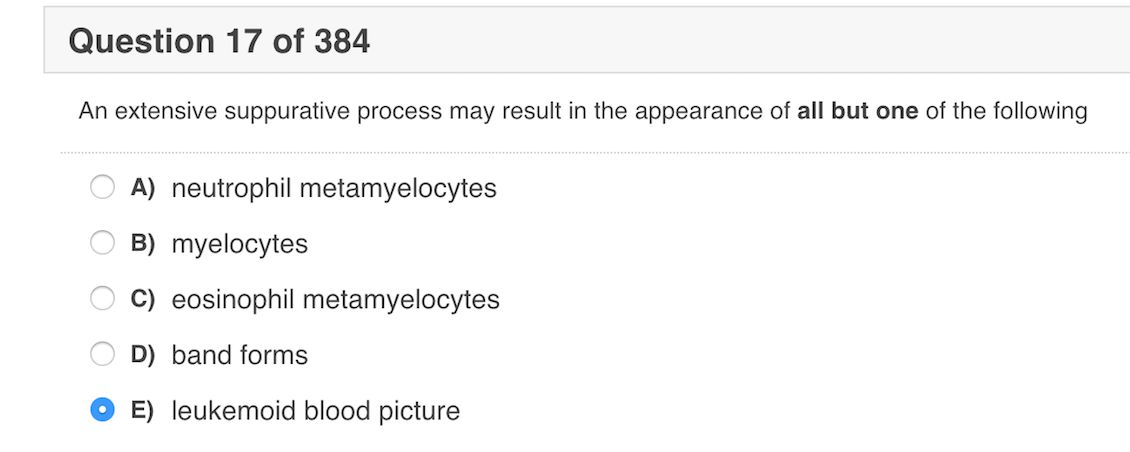 Question 17 of 384
An extensive suppurative process may result in the appearance of all but one of the following
A) neutrophil metamyelocytes
B) myelocytes
C) eosinophil metamyelocytes
D) band forms
E) leukemoid blood picture